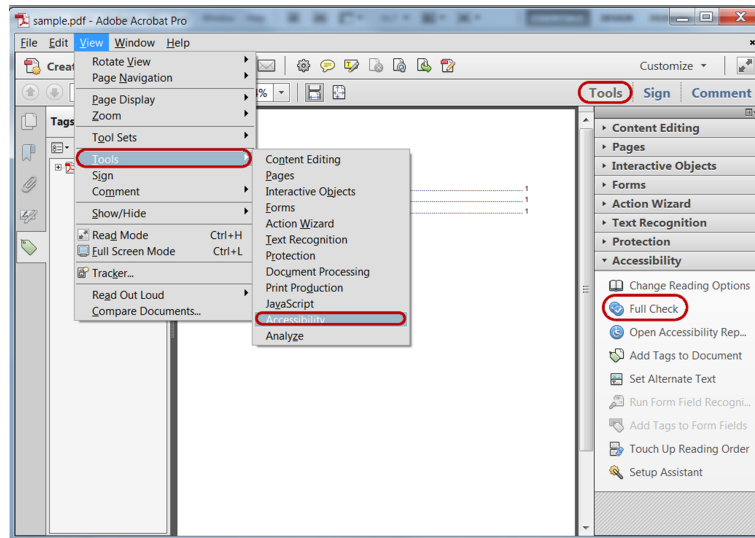 sample.pdf - Adobe Acrobat Pro
File Edit View Window Help
Creat
Customize
Tools Sign Comment
Tags
Rotate View
Page Navigation
Page Display
Zoom
Tool Sets
Tools
Sign
Comment
Show/Hide
Read Mode Ctrl+H
Full Screen Mode Ctrl+L
Tracker...
Read Out Loud
Compare Documents...
Content Editing
Pages
Interactive Objects
Forms
Action Wizard
Text Recognition
Protection
Document Processing
Print Production
JavaScript
Accessibility
Analyze
1
1
1
Content Editing
Pages
Interactive Objects
Forms
Action Wizard
Text Recognition
Protection
Accessibility
Change Reading Options
Full Check
Open Accessibility Rep...
Add Tags to Document
Set Alternate Text
Run Form Field Recogni...
Add Tags to Form Fields
Touch Up Reading Order
Setup Assistant